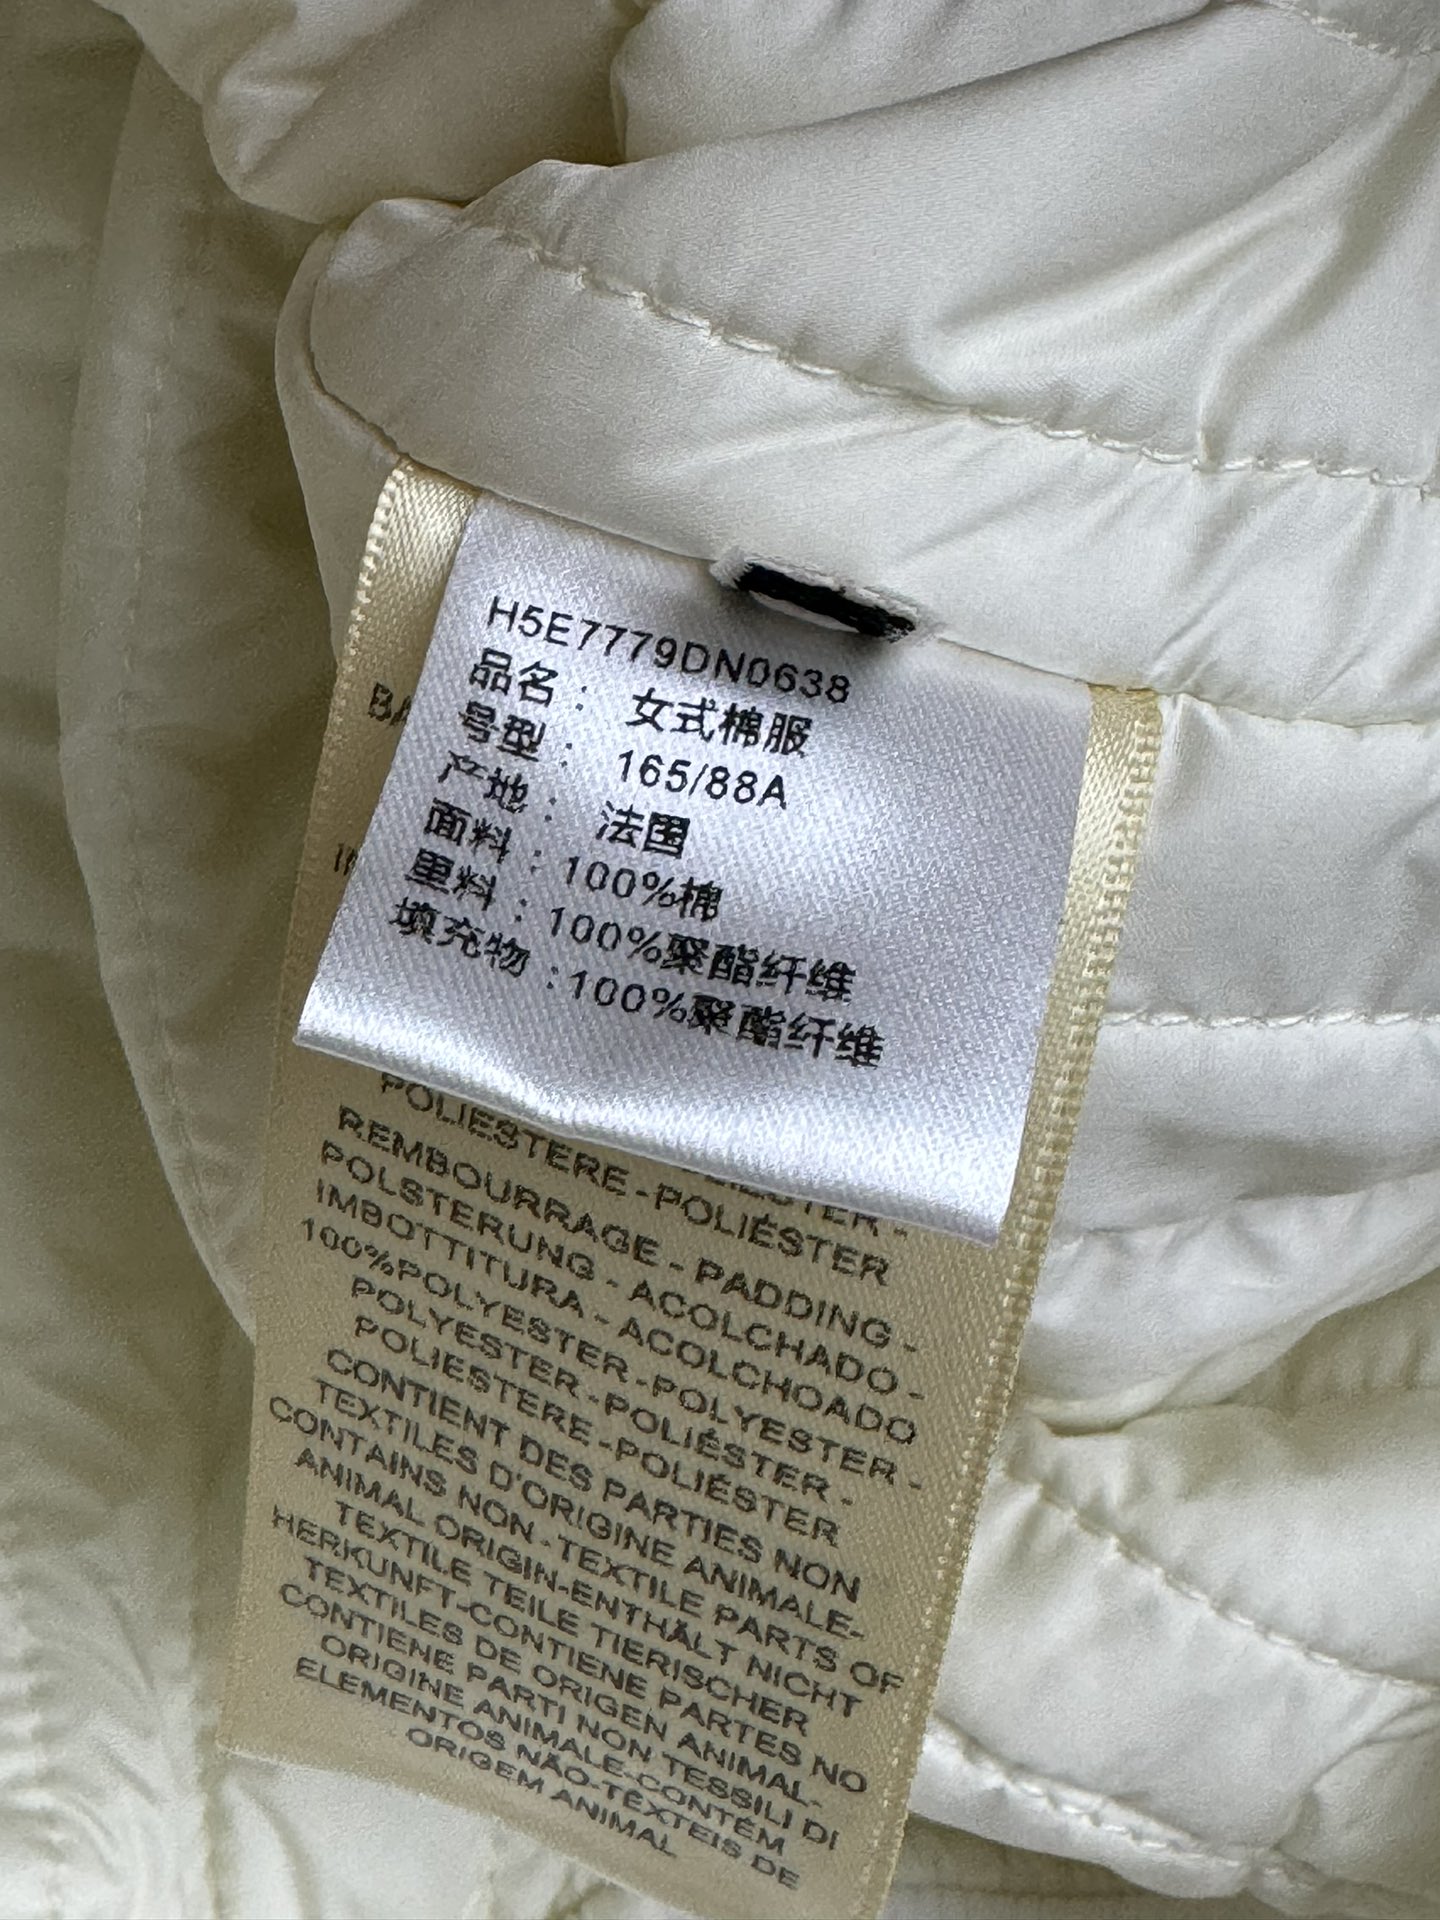 H5E7779DN0638
品名： 女式棉服
号型： 165/88A
产地： 法国
面料：100%棉
里料：100%聚酯纤维
填充物：100%聚酯纤维
POLIESTERE-POLIÉSTER
REMBOURRAGE - PADDING -
POLSTERUNG - ACOLCHADO -
IMBOTTITURA - ACOLCHOADO
100%POLYESTER-POLYESTER -
POLYESTER-POLIÉSTER -
POLIESTERE-POLIÉSTER
CONTIENT DES PARTIES NON
TEXTILES D'ORIGINE ANIMALE-
CONTAINS NON-TEXTILE PARTS OF
ANIMAL ORIGIN-ENTHÄLT NICHT
TEXTILE TEILE TIERISCHER
HERKUNFT-CONTIENE PARTES NO
TEXTILES DE ORIGEN ANIMAL-
CONTIENE PARTI NON TESSILI DI
ORIGINE ANIMALE-CONTÉM
ELEMENTOS NÃO-TÊXTEIS DE
ORIGEM ANIMAL